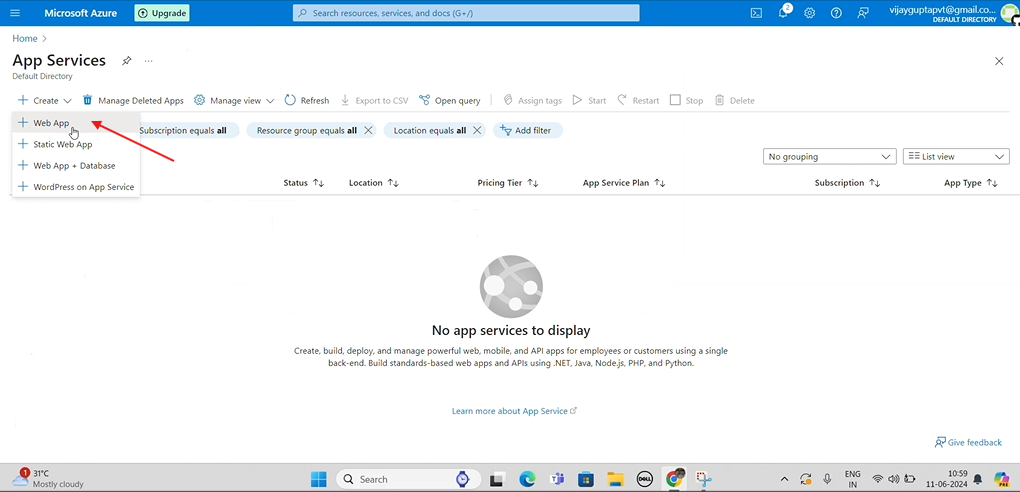 Microsoft Azure
Upgrade
Search resources, services, and docs (G+/)
2
vijayguptapvt@gmail.co...
DEFAULT DIRECTORY
Home
App Services
...
Default Directory
Create
Manage Deleted Apps
Manage view
Refresh
Export to CSV
Open query
Assign tags
Start
Restart
Stop
Delete
Web App
Static Web App
Web App + Database
WordPress on App Service
Subscription equals all
Resource group equals all
Location equals all
Add filter
No grouping
List view
Status
Location
Pricing Tier
App Service Plan
Subscription
App Type
No app services to display
Create, build, deploy, and manage powerful web, mobile, and API apps for employees or customers using a single
back-end. Build standards-based web apps and APIs using .NET, Java, Node.js, PHP, and Python.
Learn more about App Service
Give feedback
1
31°C
Mostly cloudy
Search
DELL
ENG
IN
10:59
11-06-2024